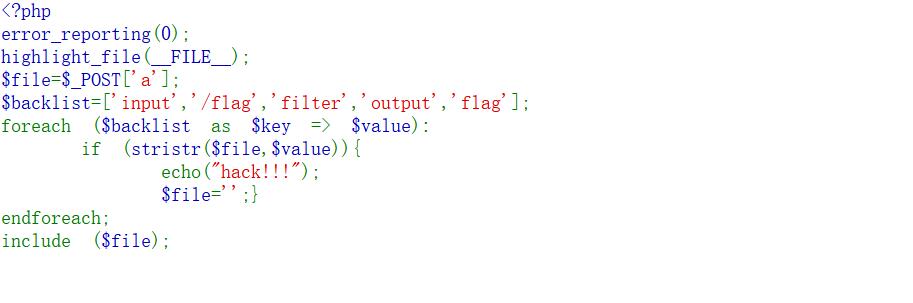 <?php
error_reporting(0);
highlight_file(__FILE__);
$file=$_POST['a'];
$backlist=['input','/flag','filter','output','flag'];
foreach ($backlist as $key => $value):
        if (stristr($file,$value)){
                echo("hack!!!");
                $file='';}
endforeach;
include ($file);